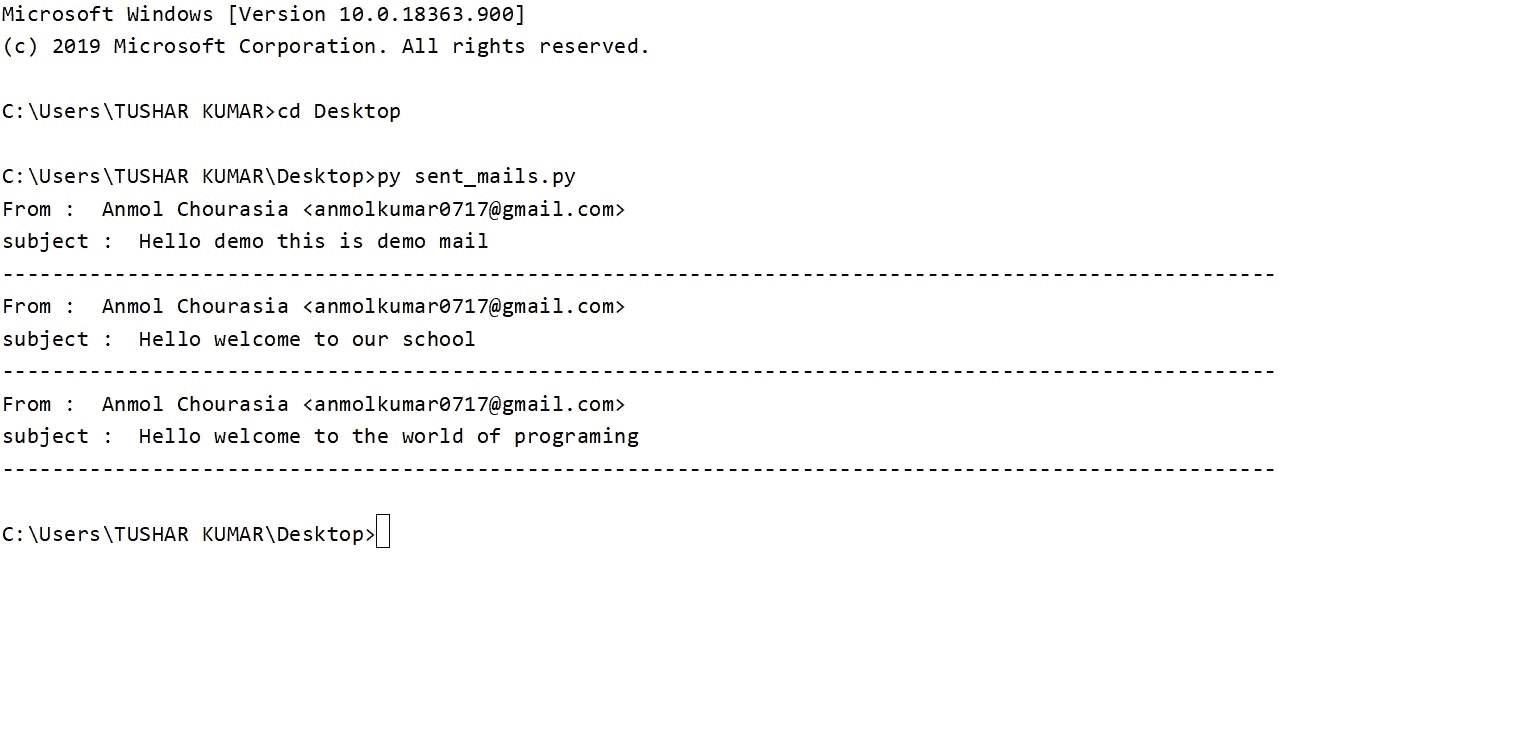 Microsoft Windows [Version 10.0.18363.900]
(c) 2019 Microsoft Corporation. All rights reserved.
C:\Users\TUSHAR KUMAR>cd Desktop
C:\Users\TUSHAR KUMAR\Desktop>py sent_mails.py
From :  Anmol Chourasia <anmolkumar0717@gmail.com>
subject :  Hello demo this is demo mail
------------------------------------------------------------------------------------------------------
From :  Anmol Chourasia <anmolkumar0717@gmail.com>
subject :  Hello welcome to our school
------------------------------------------------------------------------------------------------------
From :  Anmol Chourasia <anmolkumar0717@gmail.com>
subject :  Hello welcome to the world of programing
------------------------------------------------------------------------------------------------------
C:\Users\TUSHAR KUMAR\Desktop>